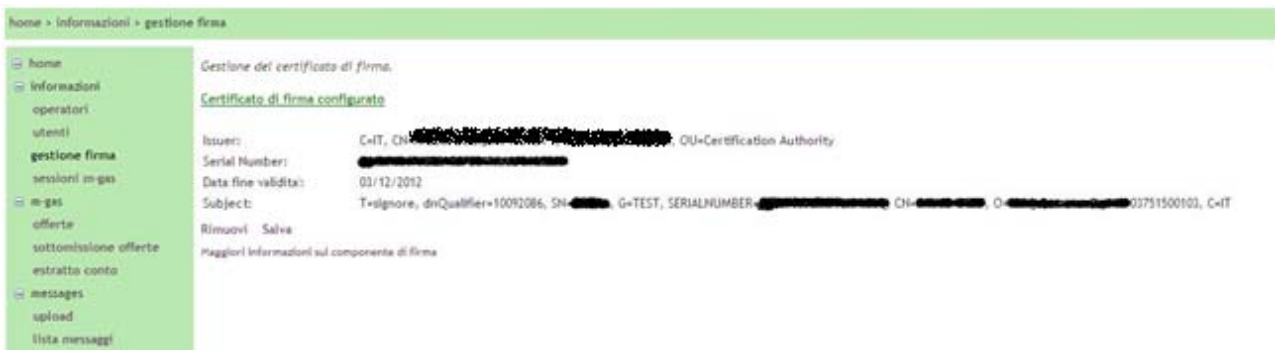 home > informazioni > gestione firma
home
informazioni
operatori
utenti
gestione firma
sessioni m-gas
m-gas
offerte
sottomissione offerte
estratto conto
messages
upload
lista messaggi
Gestione del certificato di firma.
Certificato di firma configurato
Issuer: C=IT, CN= , OU=Certification Authority
Serial Number:
Data fine validita': 03/12/2012
Subject: T=signore, dnQualifier=10092086, SN= , G=TEST, SERIALNUMBER= CN= , O= 03751500103, C=IT
Rimuovi Salva
Maggiori informazioni sul componente di firma